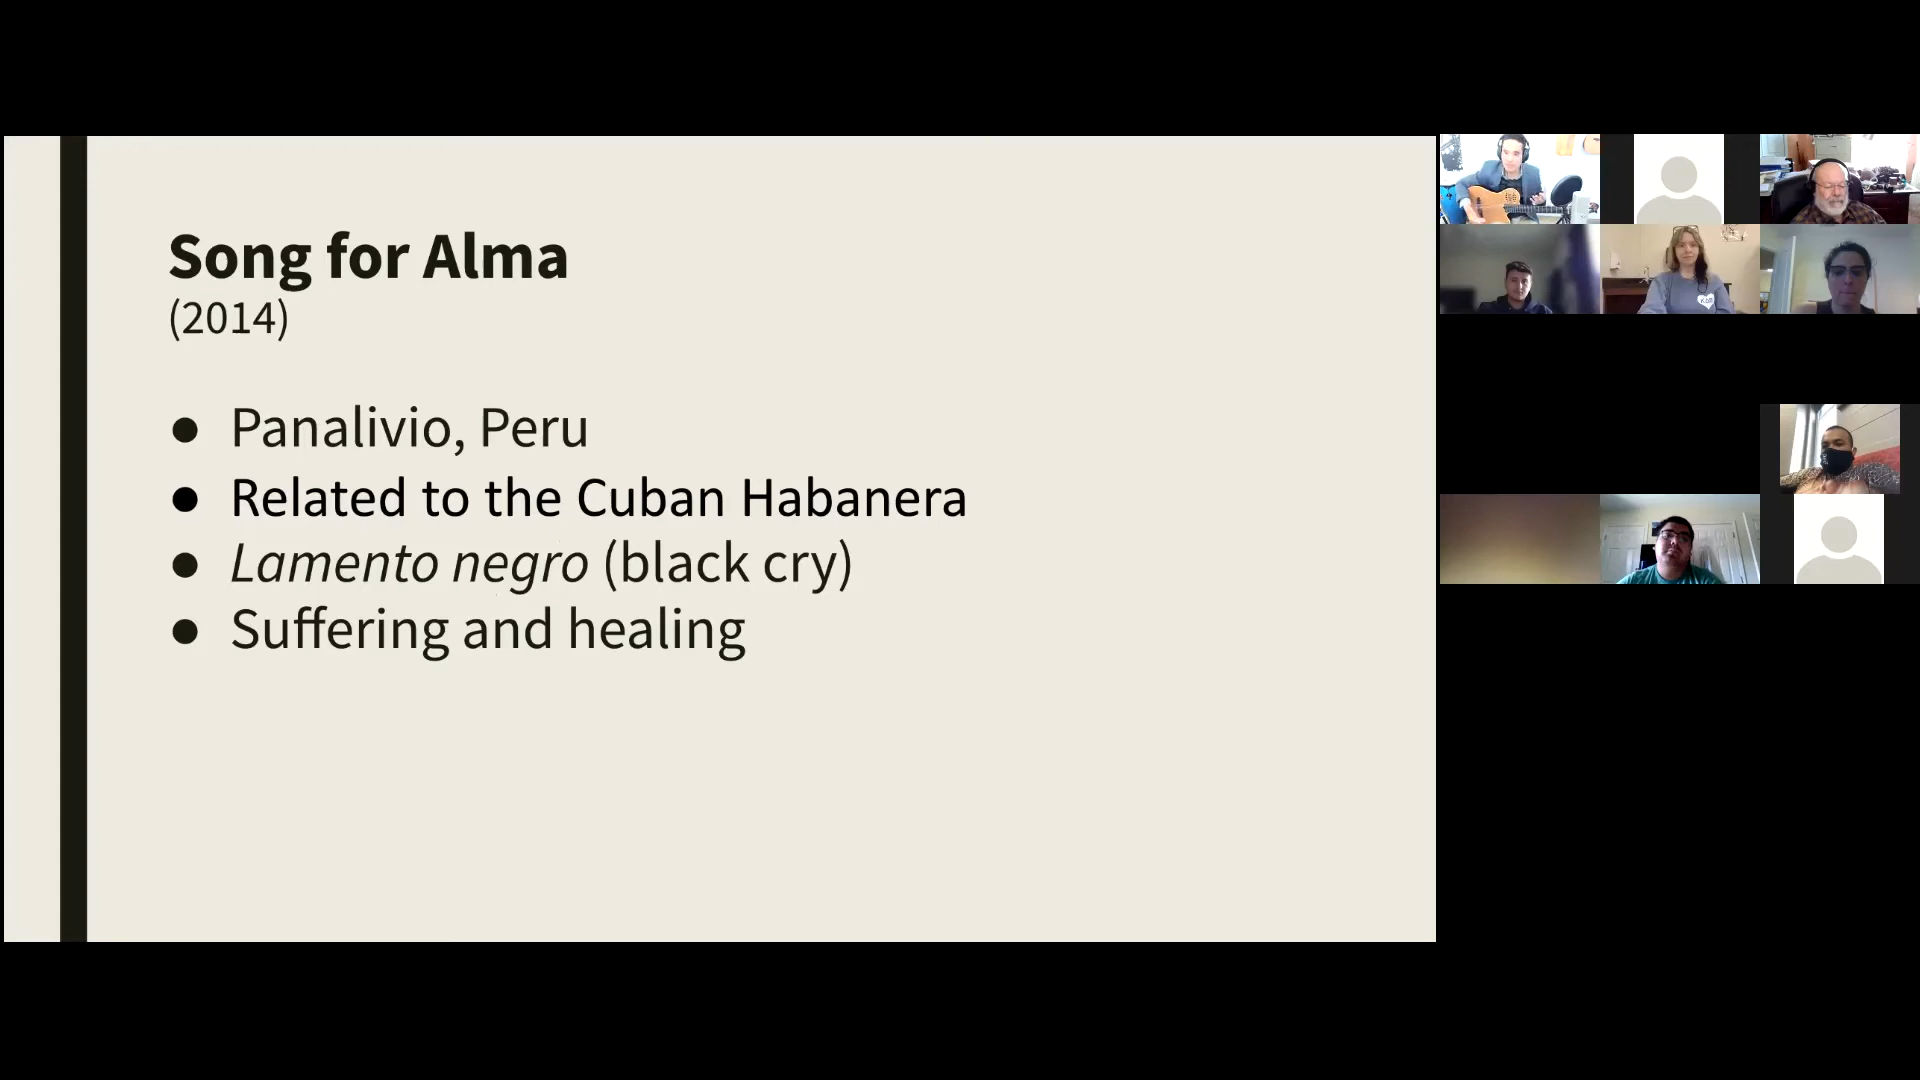 Song for Alma
(2014)
● Panalivio, Peru
● Related to the Cuban Habanera
● Lamento negro (black cry)
● Suffering and healing